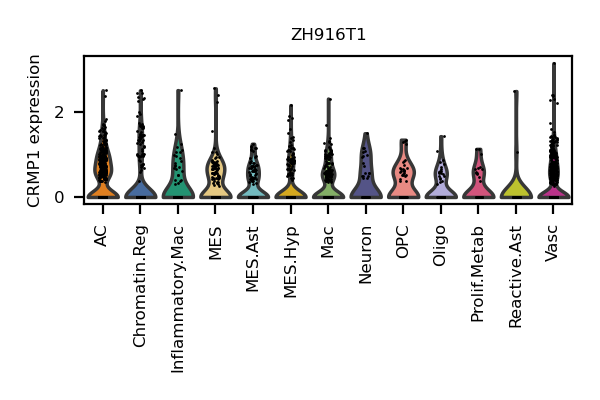 ZH916T1
CRMP1 expression
2
0
AC
Chromatin.Reg
Inflammatory.Mac
MES
MES.Ast
MES.Hyp
Mac
Neuron
OPC
Oligo
Prolif.Metab
Reactive.Ast
Vasc